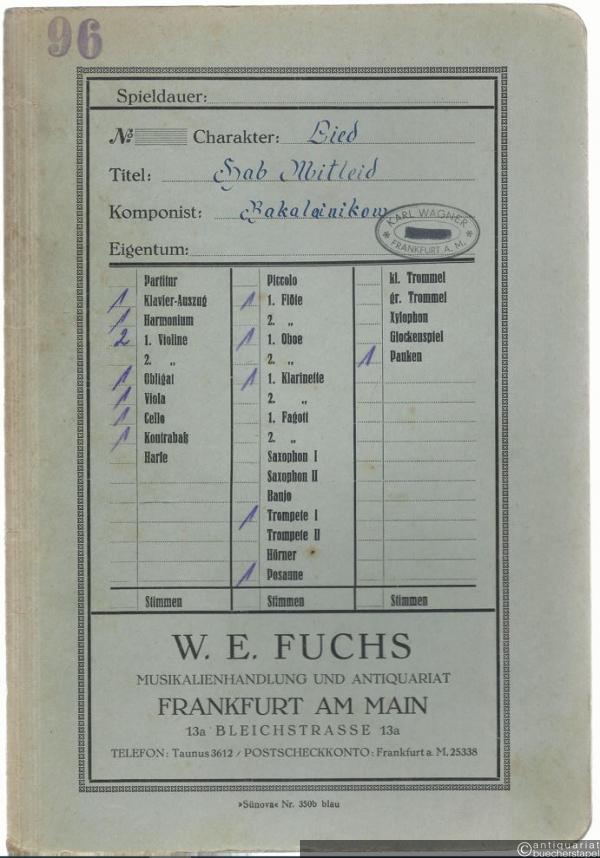 96
Spieldauer:
№ Charakter: Lied
Titel: Hab Mitleid
Komponist: Bakalainikow
KARL WAGNER
FRANKFURT A. M.
Eigentum:
Partitur
1 Klavier-Auszug
1 Harmonium
2 1. Violine
2. „
1 Obligat
1 Viola
1 Cello
1 Kontrabaß
Harfe
Stimmen
Piccolo
1 1. Flöte
2. „
1 1. Oboe
2. „
1 1. Klarinette
2. „
1. Fagott
2. „
Saxophon I
Saxophon II
Banjo
1 Trompete I
Trompete II
Hörner
1 Posaune
Stimmen
kl. Trommel
gr. Trommel
Xylophon
Glockenspiel
1 Pauken
Stimmen
W. E. FUCHS
MUSIKALIENHANDLUNG UND ANTIQUARIAT
FRANKFURT AM MAIN
13a BLEICHSTRASSE 13a
TELEFON: Taunus 3612 / POSTSCHECKKONTO: Frankfurt a. M. 25338
»Sünova« Nr. 350b blau
antiquariat
buecherstapel